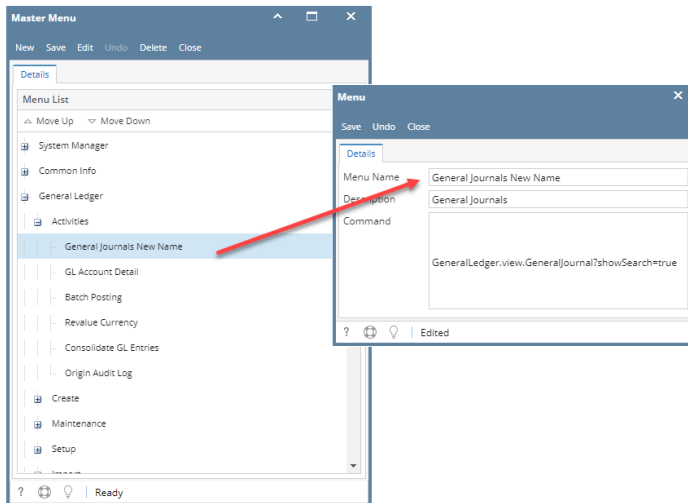 Master Menu
New Save Edit Undo Delete Close
Details
Menu List
Move Up Move Down
System Manager
Common Info
General Ledger
Activities
General Journals New Name
GL Account Detail
Batch Posting
Revalue Currency
Consolidate GL Entries
Origin Audit Log
Create
Maintenance
Setup
Import
? Ready
Menu
Save Undo Close
Details
Menu Name General Journals New Name
Description General Journals
Command
GeneralLedger.view.GeneralJournal?showSearch=true
? Edited